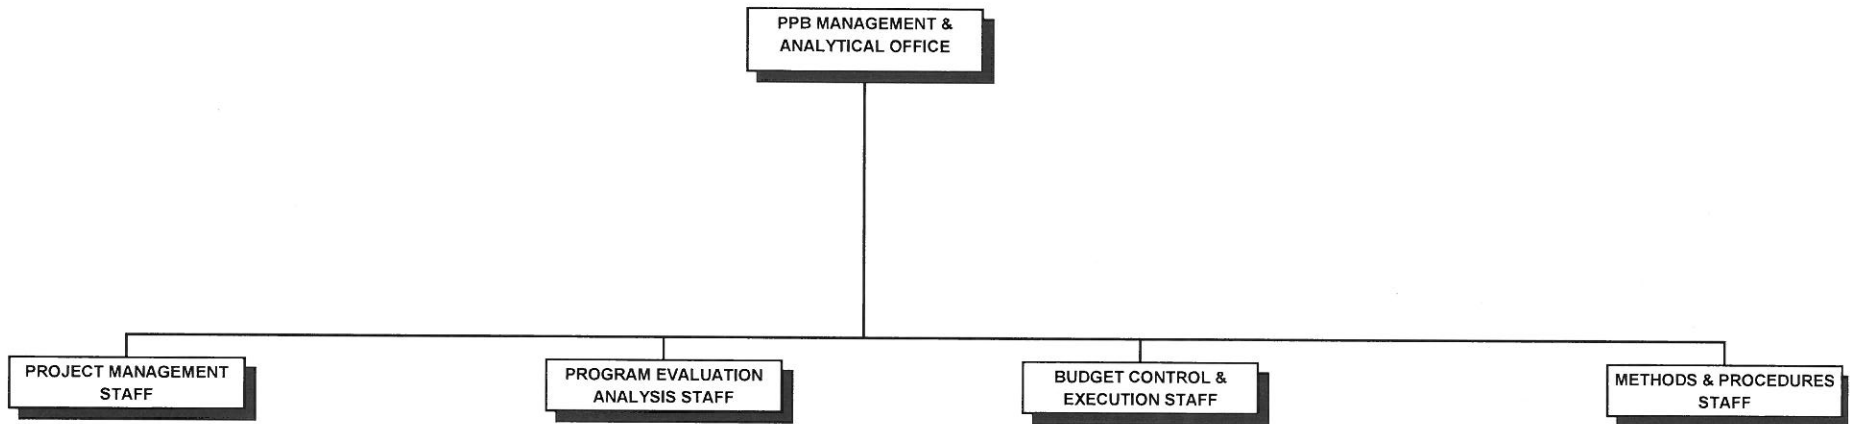 PPB MANAGEMENT &
ANALYTICAL OFFICE
PROJECT MANAGEMENT
STAFF
PROGRAM EVALUATION
ANALYSIS STAFF
BUDGET CONTROL &
EXECUTION STAFF
METHODS & PROCEDURES
STAFF